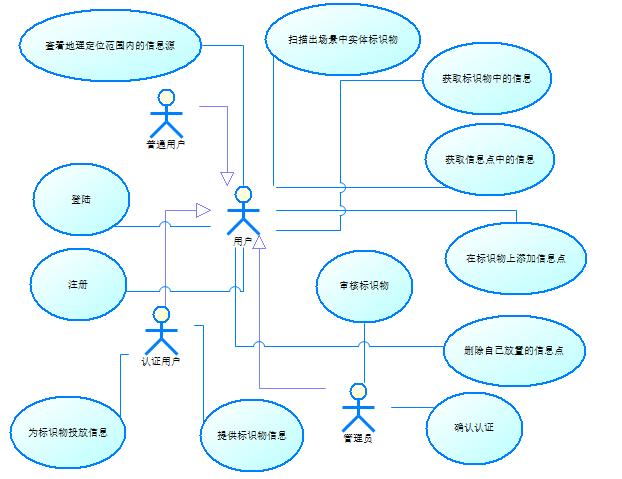 查看地理定位范围内的信息源
扫描出场景中实体标识物
获取标识物中的信息
普通用户
获取信息点中的信息
登陆
用户
在标识物上添加信息点
注册
审核标识物
删除自己放置的信息点
认证用户
为标识物投放信息
提供标识物信息
管理员
确认认证